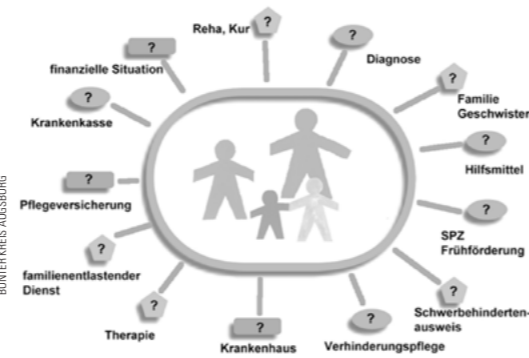 ?
Reha, Kur
?
Diagnose
?
Familie
Geschwister
?
Hilfsmittel
?
SPZ
Frühförderung
?
Schwerbehinderten-
ausweis
?
Verhinderungspflege
?
Krankenhaus
?
Therapie
?
familienentlastender
Dienst
?
Pflegeversicherung
?
Krankenkasse
?
finanzielle Situation
BUNTER KREIS AUGSBURG